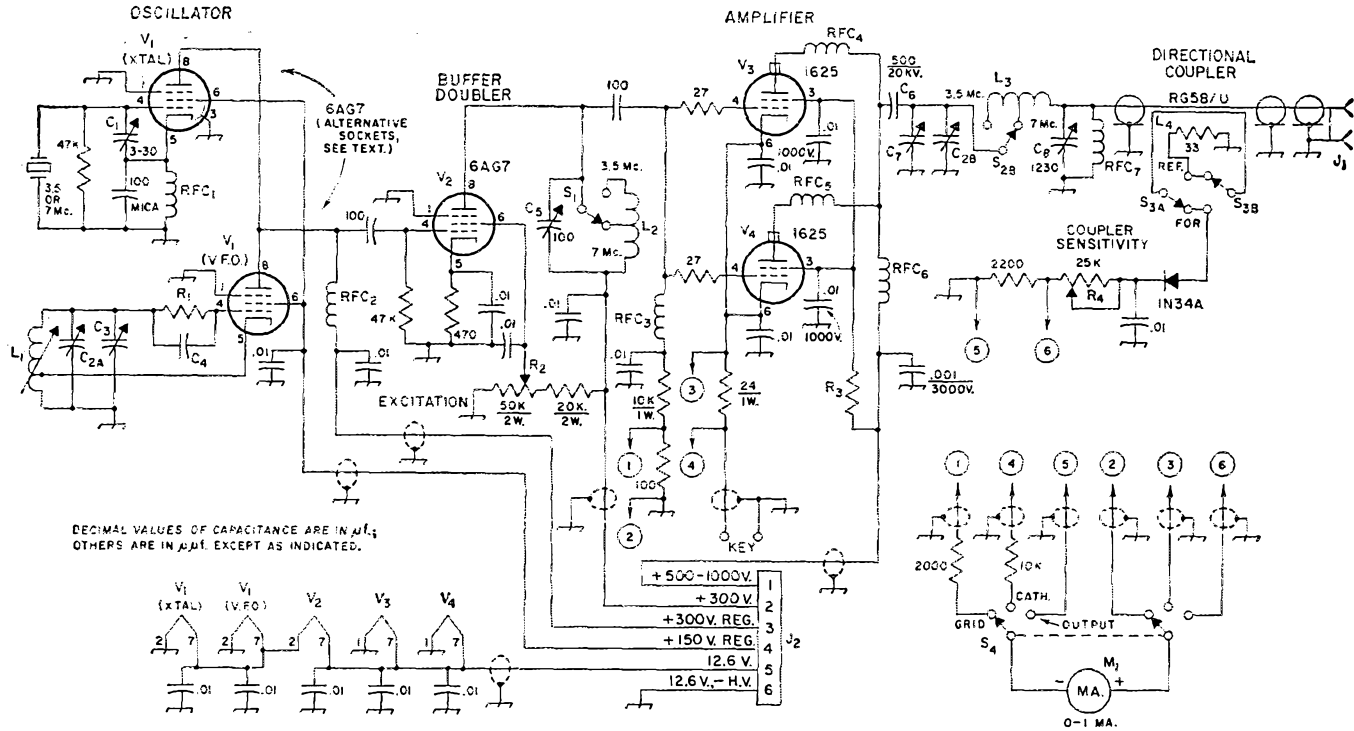 OSCILLATOR
V1
(XTAL)
8
1
4
6
3
5
C1
3-30
47K
100
MICA
RFC1
3.5
OR
7 Mc.
6AG7
(ALTERNATIVE
SOCKETS,
SEE TEXT.)
V1
(V.F.O.)
8
1
4
6
5
R1
C4
L1
C2A
C3
.01
RFC2
.01
BUFFER
DOUBLER
6AG7
V2
8
100
1
4
6
5
47K
470
.01
.01
R2
EXCITATION
50K
2W.
20K
2W.
C5
100
S1
3.5 Mc.
L2
7 Mc.
.01
AMPLIFIER
100
27
V3
1625
4
3
6
RFC4
.01
1000V.
.01
RFC5
27
V4
1625
4
3
6
.01
.01
1000V.
RFC3
.01
10K
1W.
1
100
2
3
24
1W.
4
KEY
R3
RFC6
.001
3000V.
500
20KV.
C6
C7
C2B
3.5 Mc.
L3
S2B
7 Mc.
C8
1230
RFC7
DIRECTIONAL
COUPLER
RG58/U
L4
33
REF.
S3A
S3B
FOR
J1
COUPLER
SENSITIVITY
2200
25K
R4
1N34A
.01
5
6
DECIMAL VALUES OF CAPACITANCE ARE IN µf.;
OTHERS ARE IN µµf. EXCEPT AS INDICATED.
V1
(XTAL)
V1
(V.F.O.)
V2
V3
V4
2 7
2 7
2 7
1 7
1 7
.01
.01
.01
.01
.01
+500-1000V. 1
+300V. 2
+300V. REG. 3
+150V. REG. 4
12.6 V. 5
12.6V.,-H.V. 6
J2
1 4 5 2 3 6
2000
10K
CATH.
GRID
OUTPUT
S4
M1
- MA. +
0-1 MA.